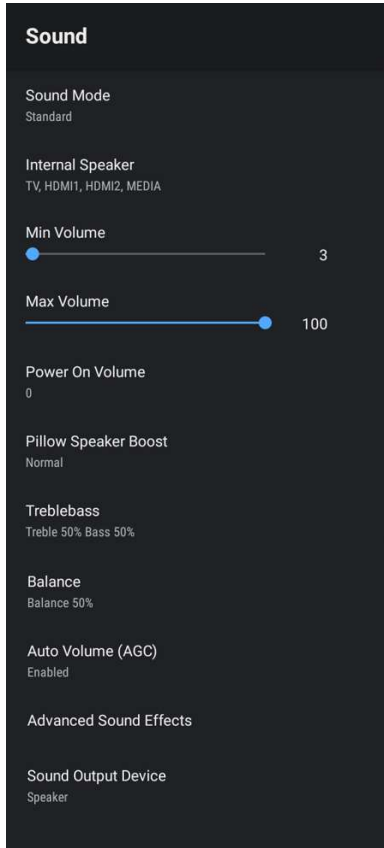 Sound
Sound Mode
Standard
Internal Speaker
TV, HDMI1, HDMI2, MEDIA
Min Volume
3
Max Volume
100
Power On Volume
0
Pillow Speaker Boost
Normal
Treblebass
Treble 50% Bass 50%
Balance
Balance 50%
Auto Volume (AGC)
Enabled
Advanced Sound Effects
Sound Output Device
Speaker